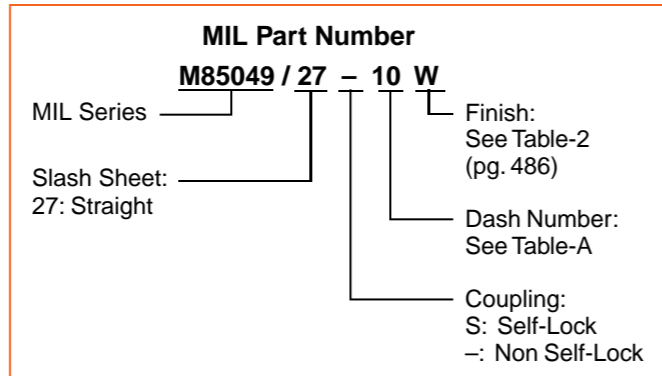 MIL Part Number
M85049 / 27 – 10 W
MIL Series
Finish:
See Table-2
(pg. 486)
Slash Sheet:
27: Straight
Dash Number:
See Table-A
Coupling:
S: Self-Lock
–: Non Self-Lock